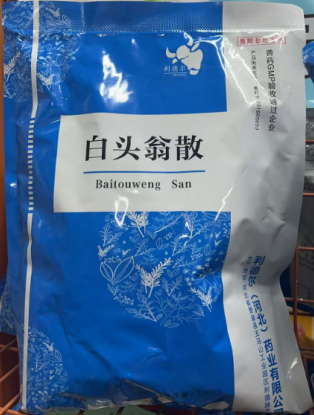 利德尔
兽药GMP验收通过企业
白头翁散
Baitouweng San
利德尔（河北）药业有限公